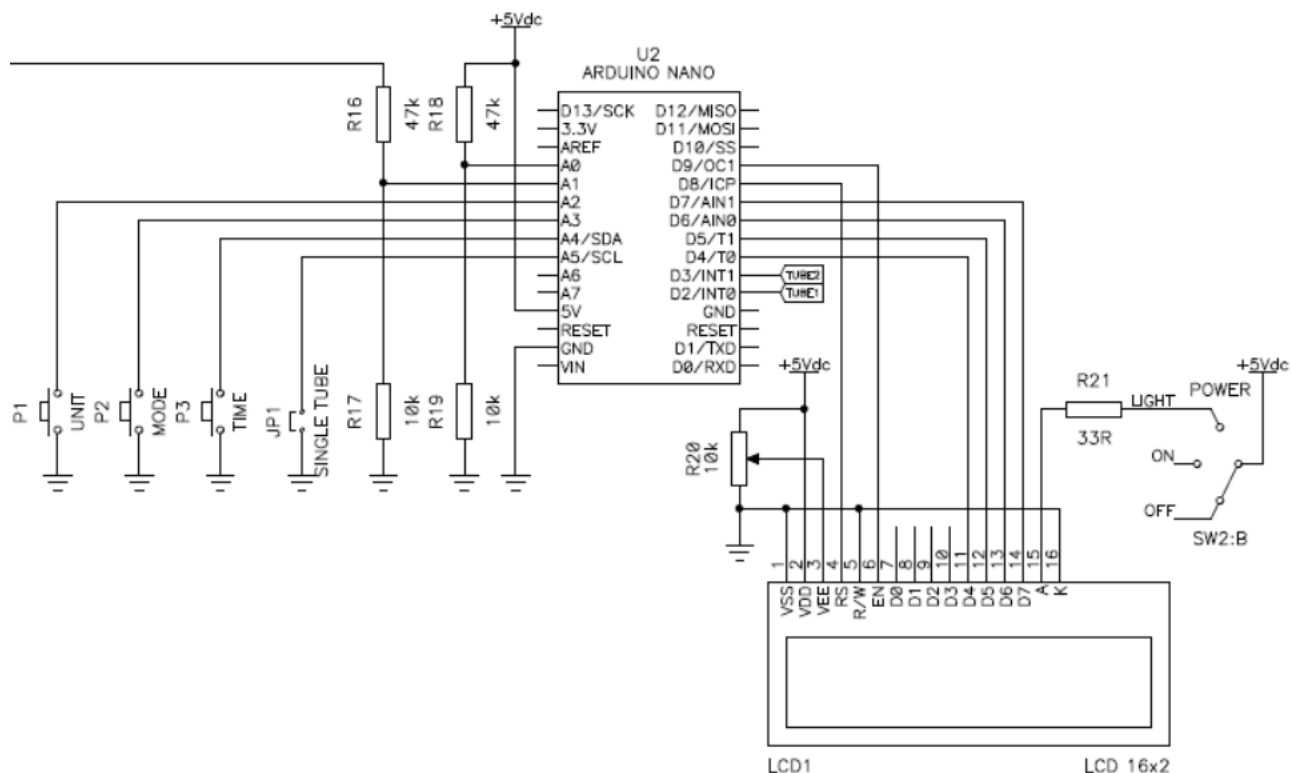 +5Vdc
U2
ARDUINO NANO
R16
47k
R18
47k
D13/SCK
3.3V
AREF
A0
A1
A2
A3
A4/SDA
A5/SCL
A6
A7
5V
RESET
GND
VIN
D12/MISO
D11/MOSI
D10/SS
D9/OC1
D8/ICP
D7/AIN1
D6/AIN0
D5/T1
D4/T0
D3/INT1
D2/INT0
GND
RESET
D1/TXD
D0/RXD
TUBE2
TUBE1
P1
UNIT
P2
MODE
P3
TIME
JP1
SINGLE TUBE
R17
10k
R19
10k
+5Vdc
R20
10k
R21
33R
LIGHT
POWER
+5Vdc
ON
OFF
SW2:B
1
2
3
4
5
6
7
8
9
10
11
12
13
14
15
16
VSS
VDD
VEE
RS
R/W
EN
D0
D1
D2
D3
D4
D5
D6
D7
A
K
LCD1
LCD 16x2